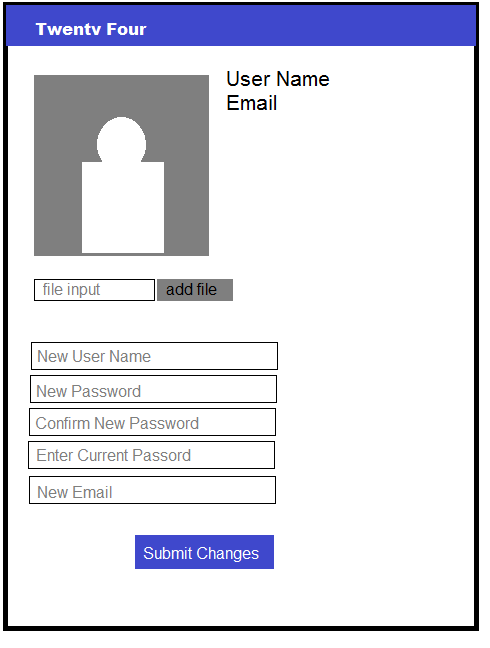 Twenty Four
User Name
Email
file input
add file
New User Name
New Password
Confirm New Password
Enter Current Passord
New Email
Submit Changes